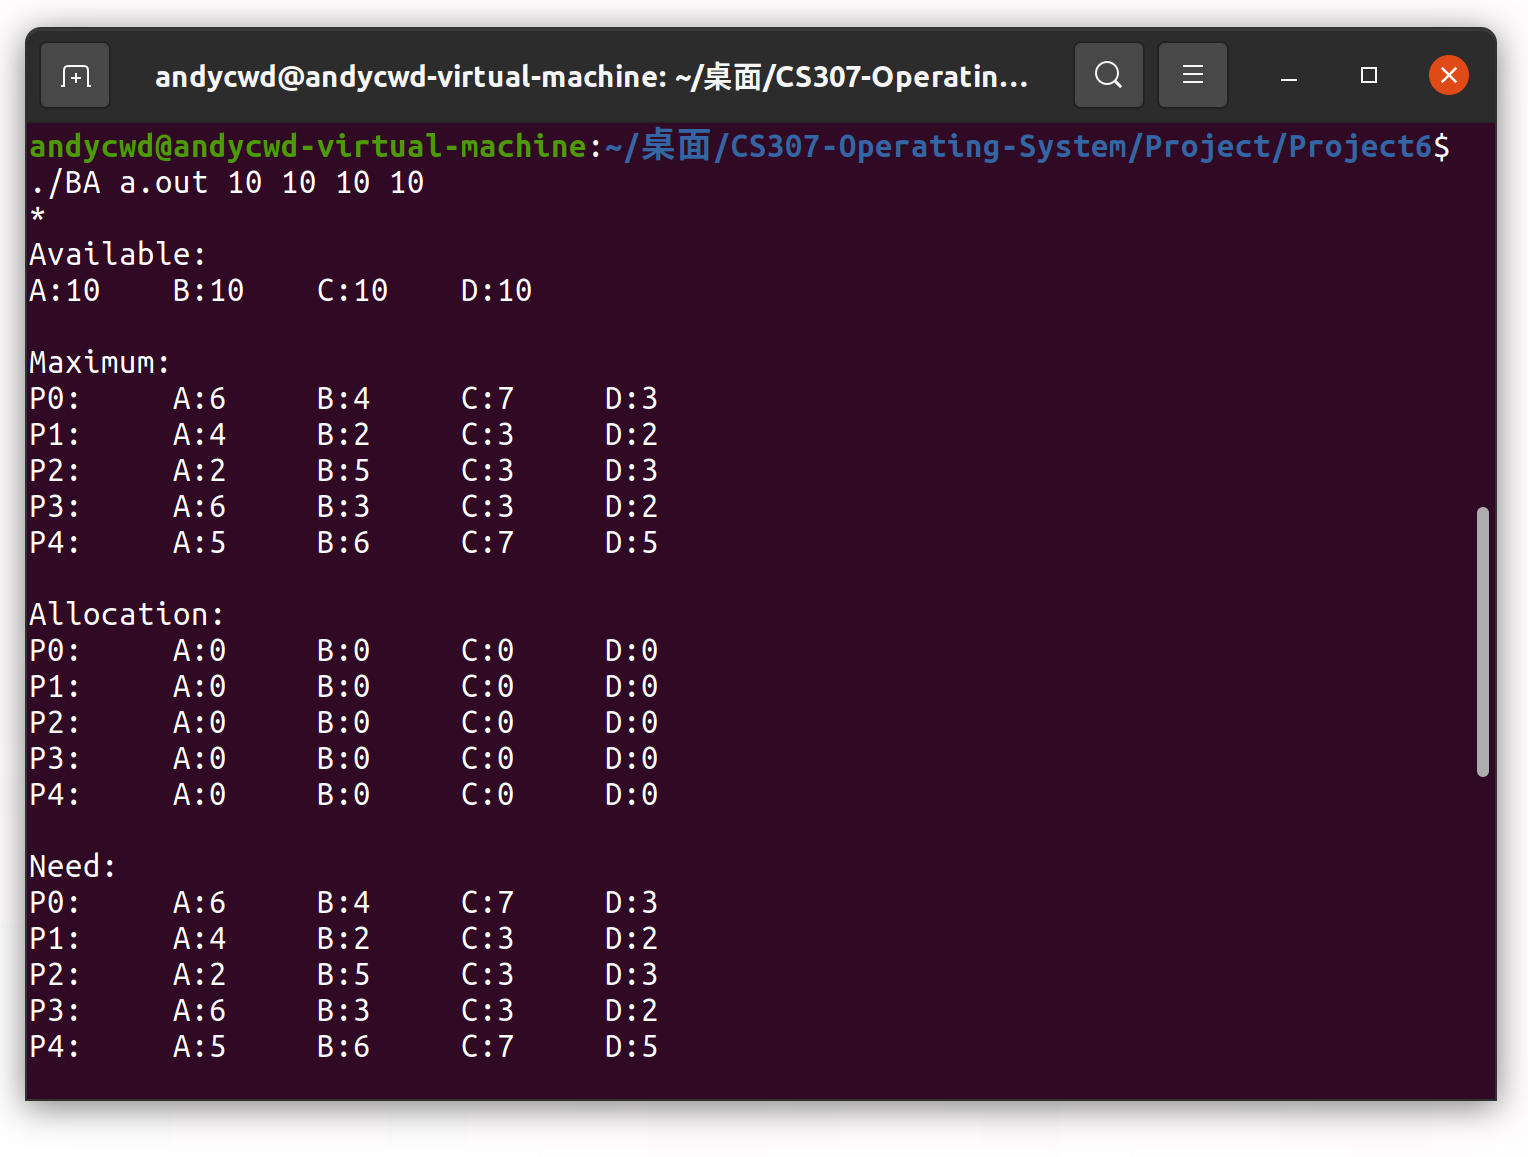 andycwd@andycwd-virtual-machine: ~/桌面/CS307-Operatin...
andycwd@andycwd-virtual-machine:~/桌面/CS307-Operating-System/Project/Project6$
./BA a.out 10 10 10 10
*
Available:
A:10 B:10 C:10 D:10
Maximum:
P0: A:6 B:4 C:7 D:3
P1: A:4 B:2 C:3 D:2
P2: A:2 B:5 C:3 D:3
P3: A:6 B:3 C:3 D:2
P4: A:5 B:6 C:7 D:5
Allocation:
P0: A:0 B:0 C:0 D:0
P1: A:0 B:0 C:0 D:0
P2: A:0 B:0 C:0 D:0
P3: A:0 B:0 C:0 D:0
P4: A:0 B:0 C:0 D:0
Need:
P0: A:6 B:4 C:7 D:3
P1: A:4 B:2 C:3 D:2
P2: A:2 B:5 C:3 D:3
P3: A:6 B:3 C:3 D:2
P4: A:5 B:6 C:7 D:5